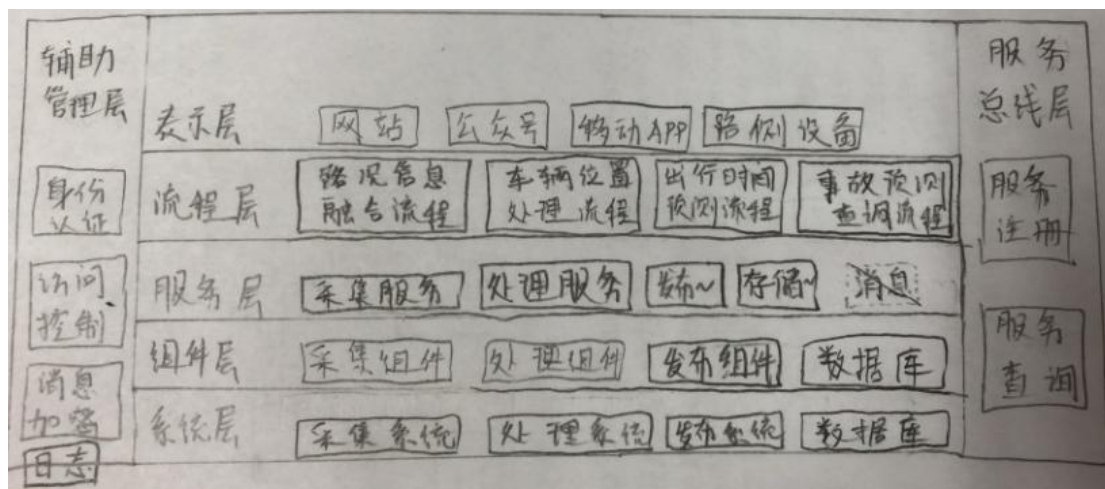 辅助
管理层
身份
认证
访问
控制
消息
加密
日志
表示层 网站 公众号 移动APP 路侧设备
流程层
路况信息
融合流程
车辆位置
处理流程
出行时间
预测流程
事故预测
查询流程
服务层 采集服务 处理服务 发布~ 存储~ 消息
组件层 采集组件 处理组件 发布组件 数据库
系统层 采集系统 处理系统 发布系统 数据库
服务
总线层
服务
注册
服务
查询